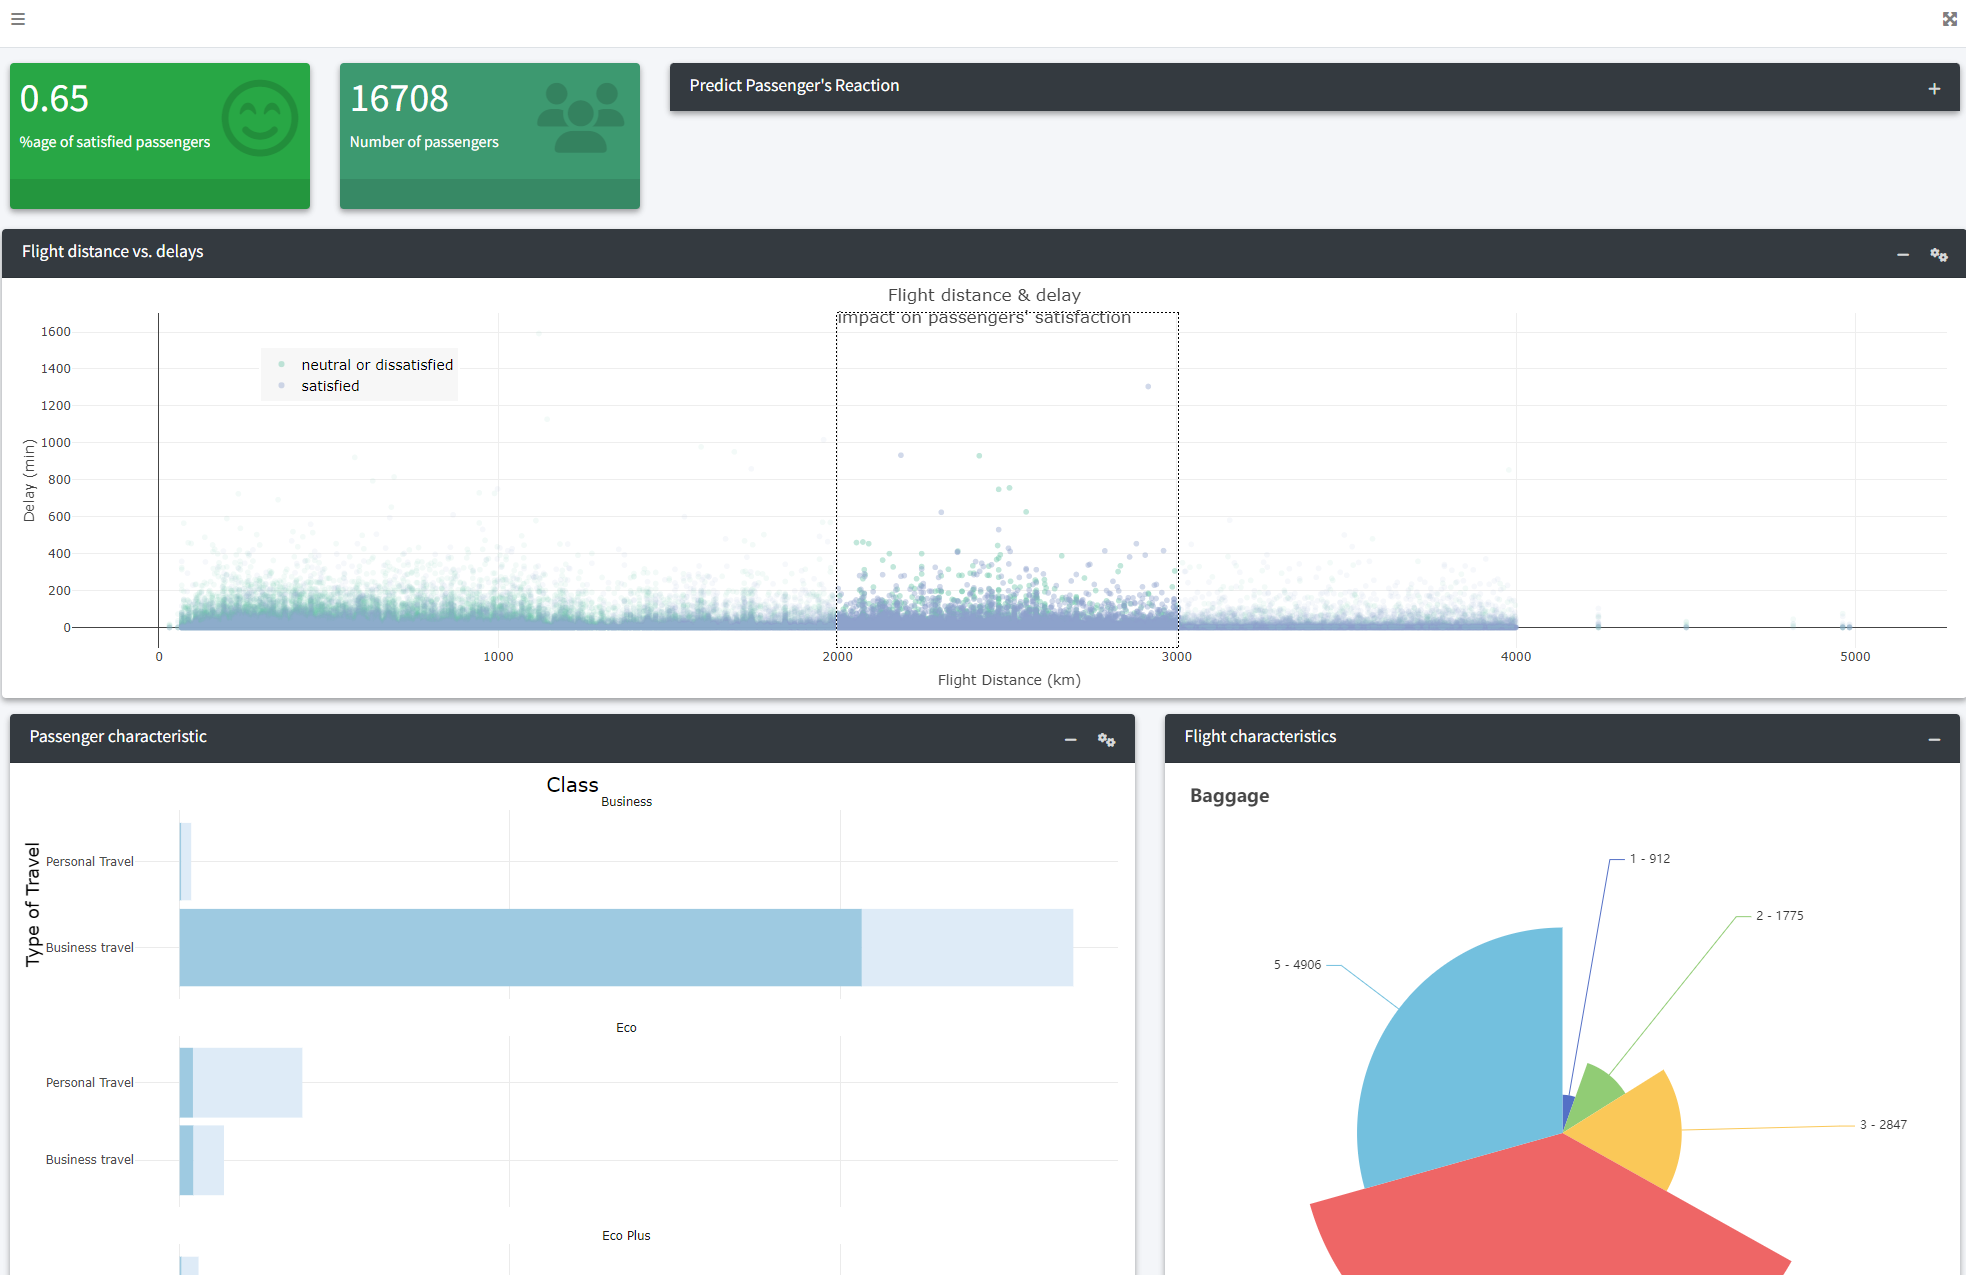 0.65
%age of satisfied passengers
16708
Number of passengers
Predict Passenger's Reaction
Flight distance vs. delays
Flight distance & delay
impact on passengers' satisfaction
neutral or dissatisfied
satisfied
Delay (min)
1600
1400
1200
1000
800
600
400
200
0
0
1000
2000
3000
4000
5000
Flight Distance (km)
Passenger characteristic
Class
Type of Travel
Business
Personal Travel
Business travel
Eco
Personal Travel
Business travel
Eco Plus
Flight characteristics
Baggage
1 - 912
2 - 1775
5 - 4906
3 - 2847